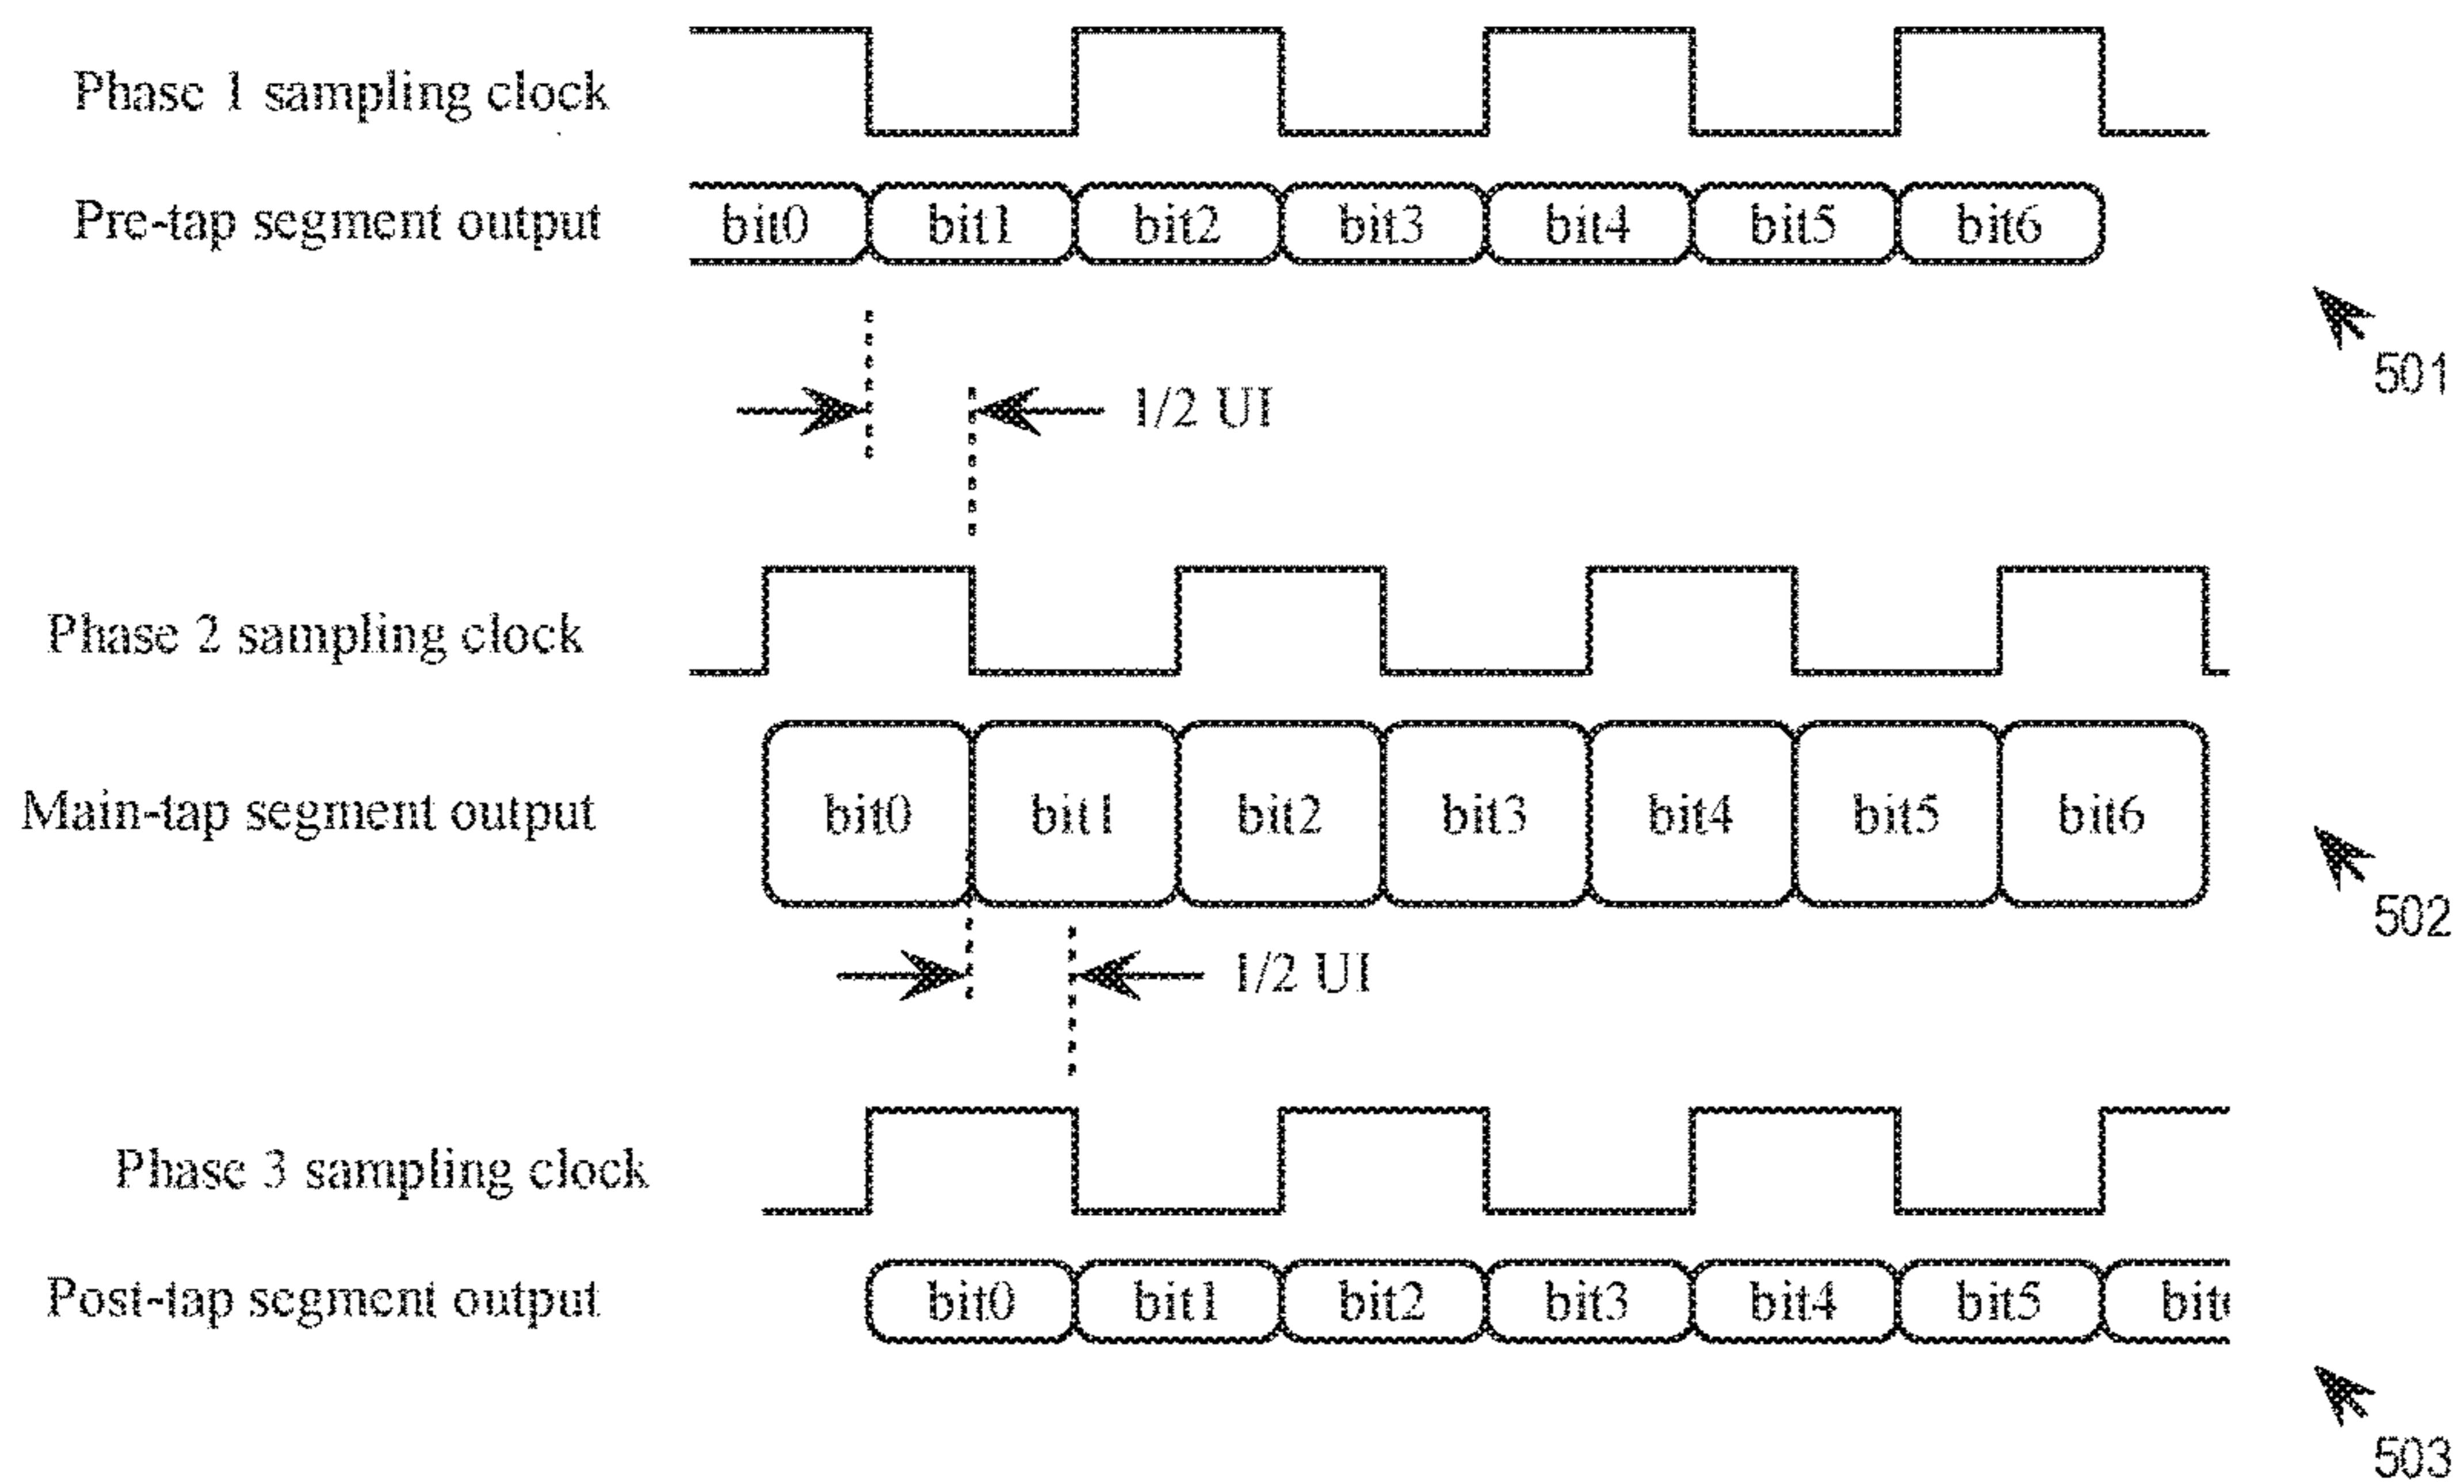 Phase 1 sampling clock
Pre-tap segment output
bit0 bit1 bit2 bit3 bit4 bit5 bit6
501
1/2 UI
Phase 2 sampling clock
Main-tap segment output
bit0 bit1 bit2 bit3 bit4 bit5 bit6
502
1/2 UI
Phase 3 sampling clock
Post-tap segment output
bit0 bit1 bit2 bit3 bit4 bit5
503